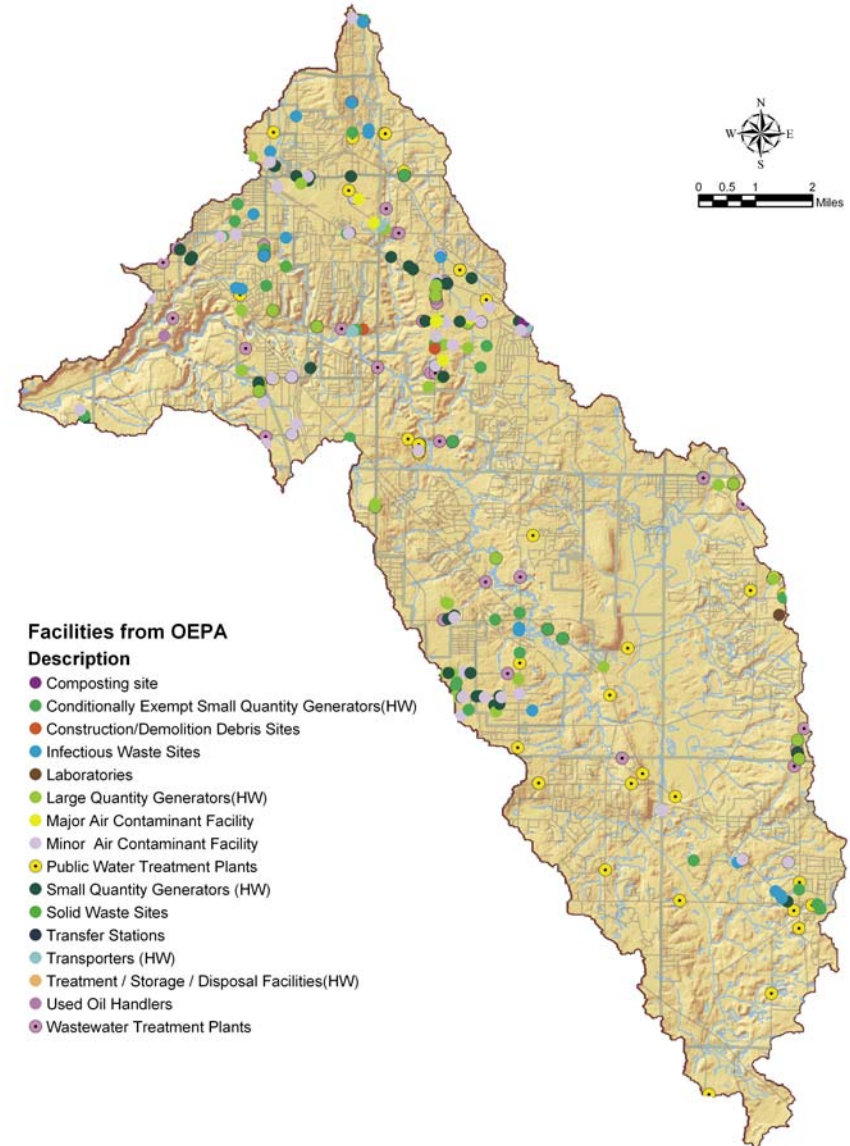 N
W E
S
0 0.5 1 2
Miles
Facilities from OEPA
Description
Composting site
Conditionally Exempt Small Quantity Generators(HW)
Construction/Demolition Debris Sites
Infectious Waste Sites
Laboratories
Large Quantity Generators(HW)
Major Air Contaminant Facility
Minor Air Contaminant Facility
Public Water Treatment Plants
Small Quantity Generators (HW)
Solid Waste Sites
Transfer Stations
Transporters (HW)
Treatment / Storage / Disposal Facilities(HW)
Used Oil Handlers
Wastewater Treatment Plants